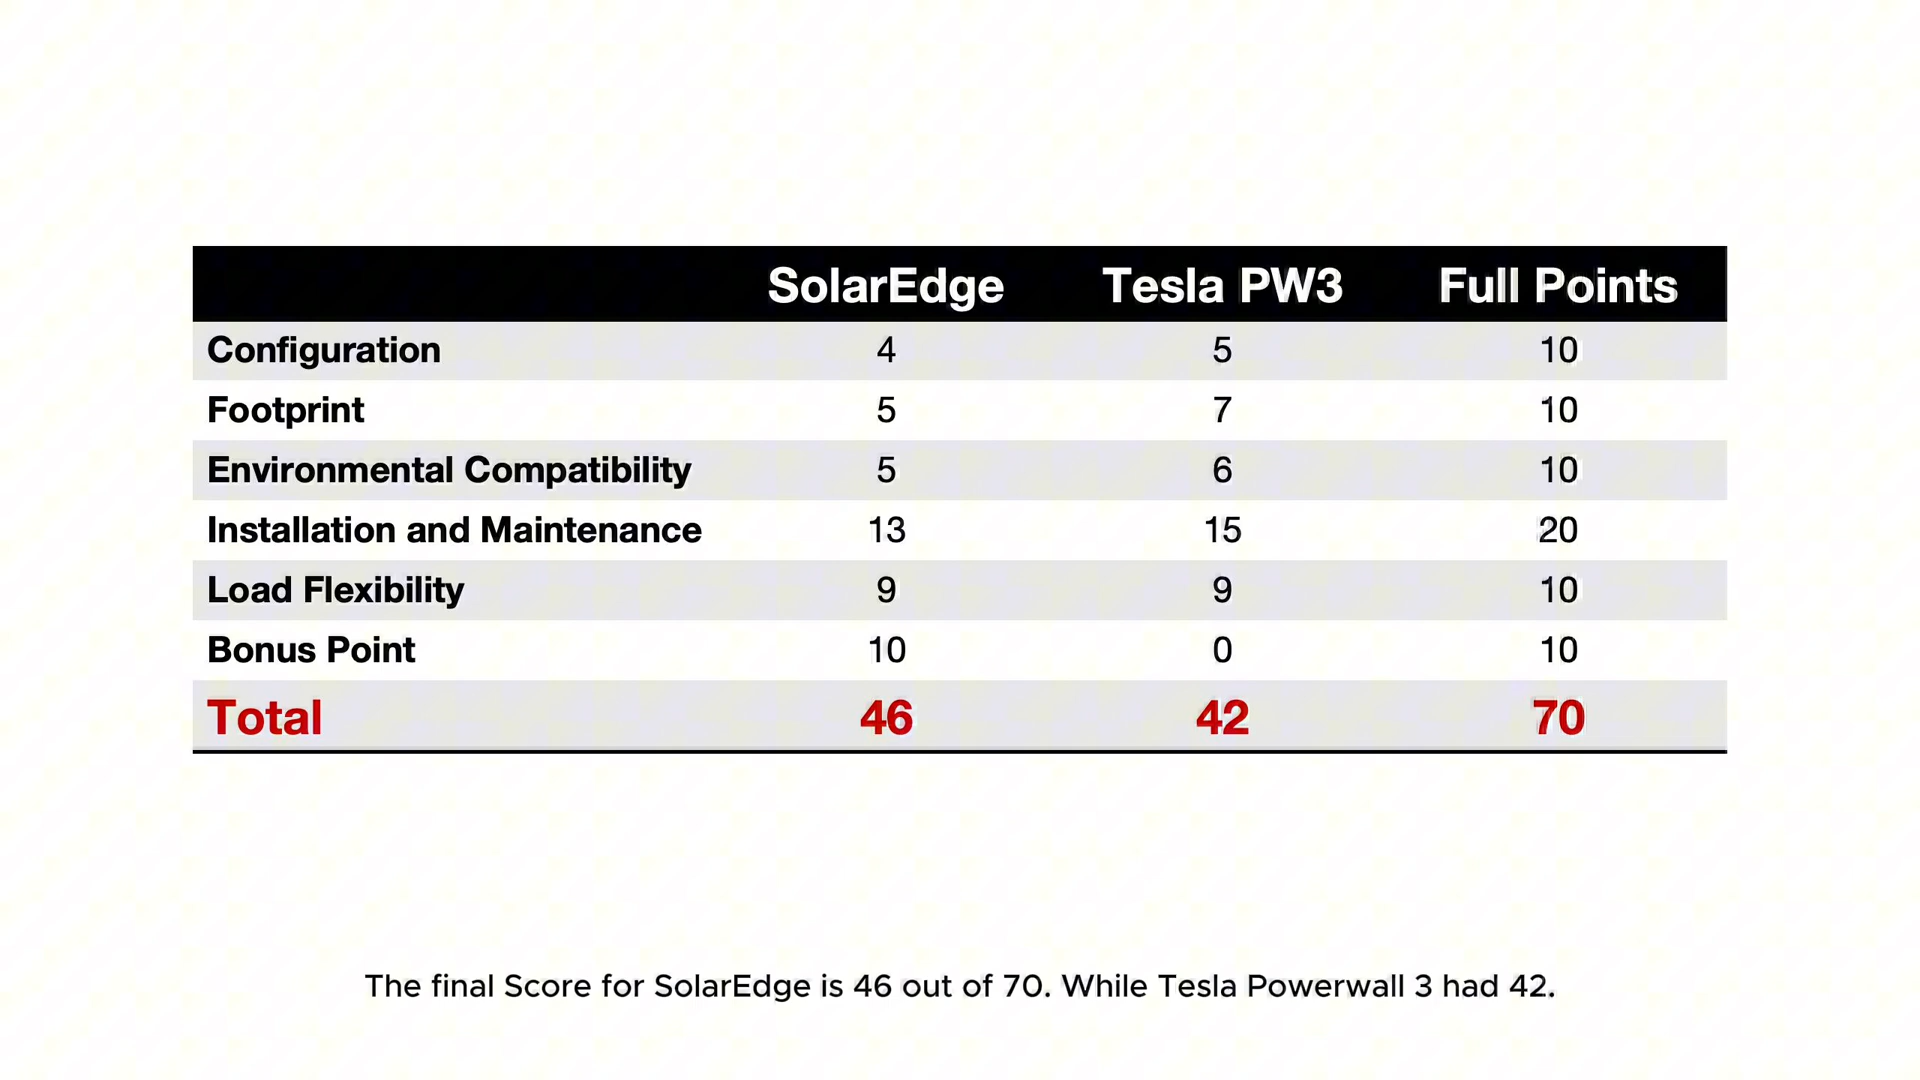 SolarEdge Tesla PW3 Full Points
Configuration 4 5 10
Footprint 5 7 10
Environmental Compatibility 5 6 10
Installation and Maintenance 13 15 20
Load Flexibility 9 9 10
Bonus Point 10 0 10
Total 46 42 70
The final Score for SolarEdge is 46 out of 70. While Tesla Powerwall 3 had 42.